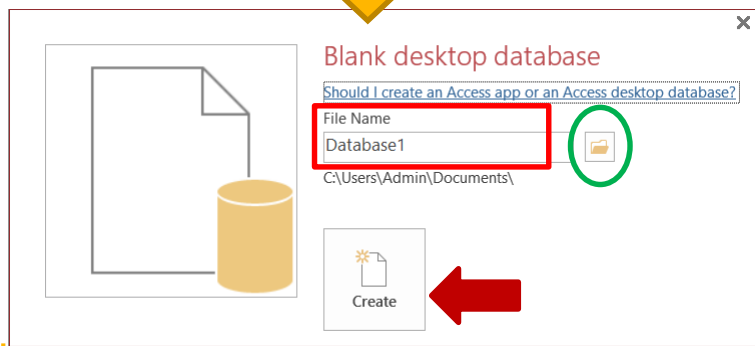 Blank desktop database
Should I create an Access app or an Access desktop database?
File Name
Database1
C:\Users\Admin\Documents\
Create